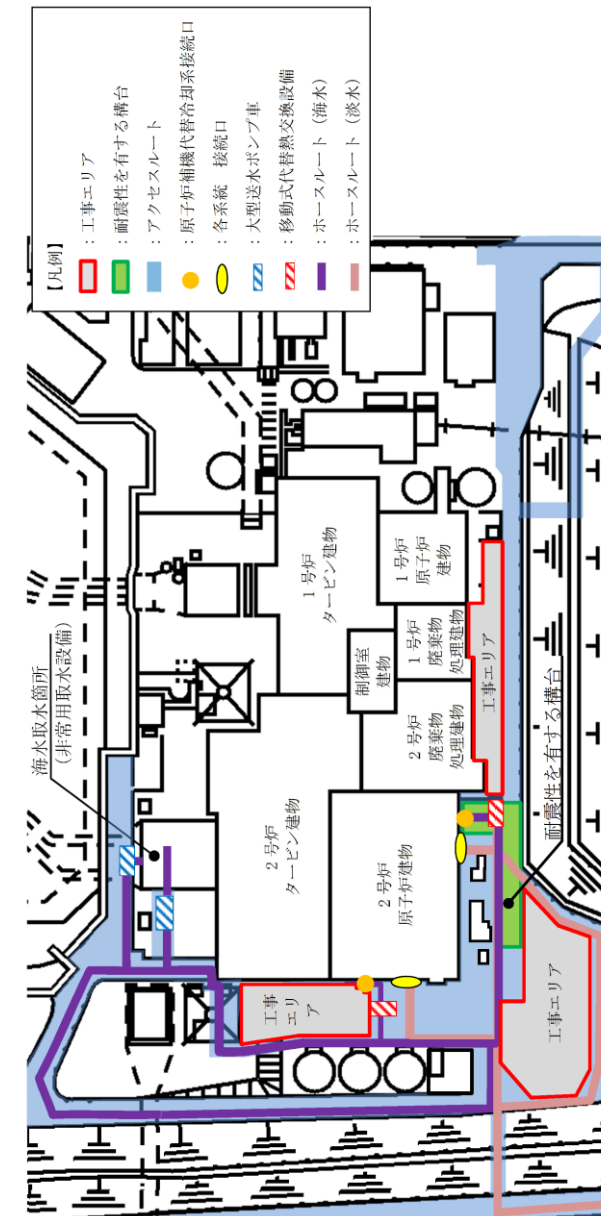 【凡例】
：工事エリア
：耐震性を有する構台
：アクセスルート
：原子炉補機代替冷却系接続口
：各系統　接続口
：大型送水ポンプ車
：移動式代替熱交換設備
：ホースルート（海水）
：ホースルート（淡水）
海水取水箇所
（非常用取水設備）
2号炉
タービン建物
1号炉
タービン建物
制御室
建物
1号炉
原子炉
建物
1号炉
廃棄物
処理建物
2号炉
廃棄物
処理建物
2号炉
原子炉建物
工事
エリ
ア
工事エリア
工事エリア
耐震性を有する構台